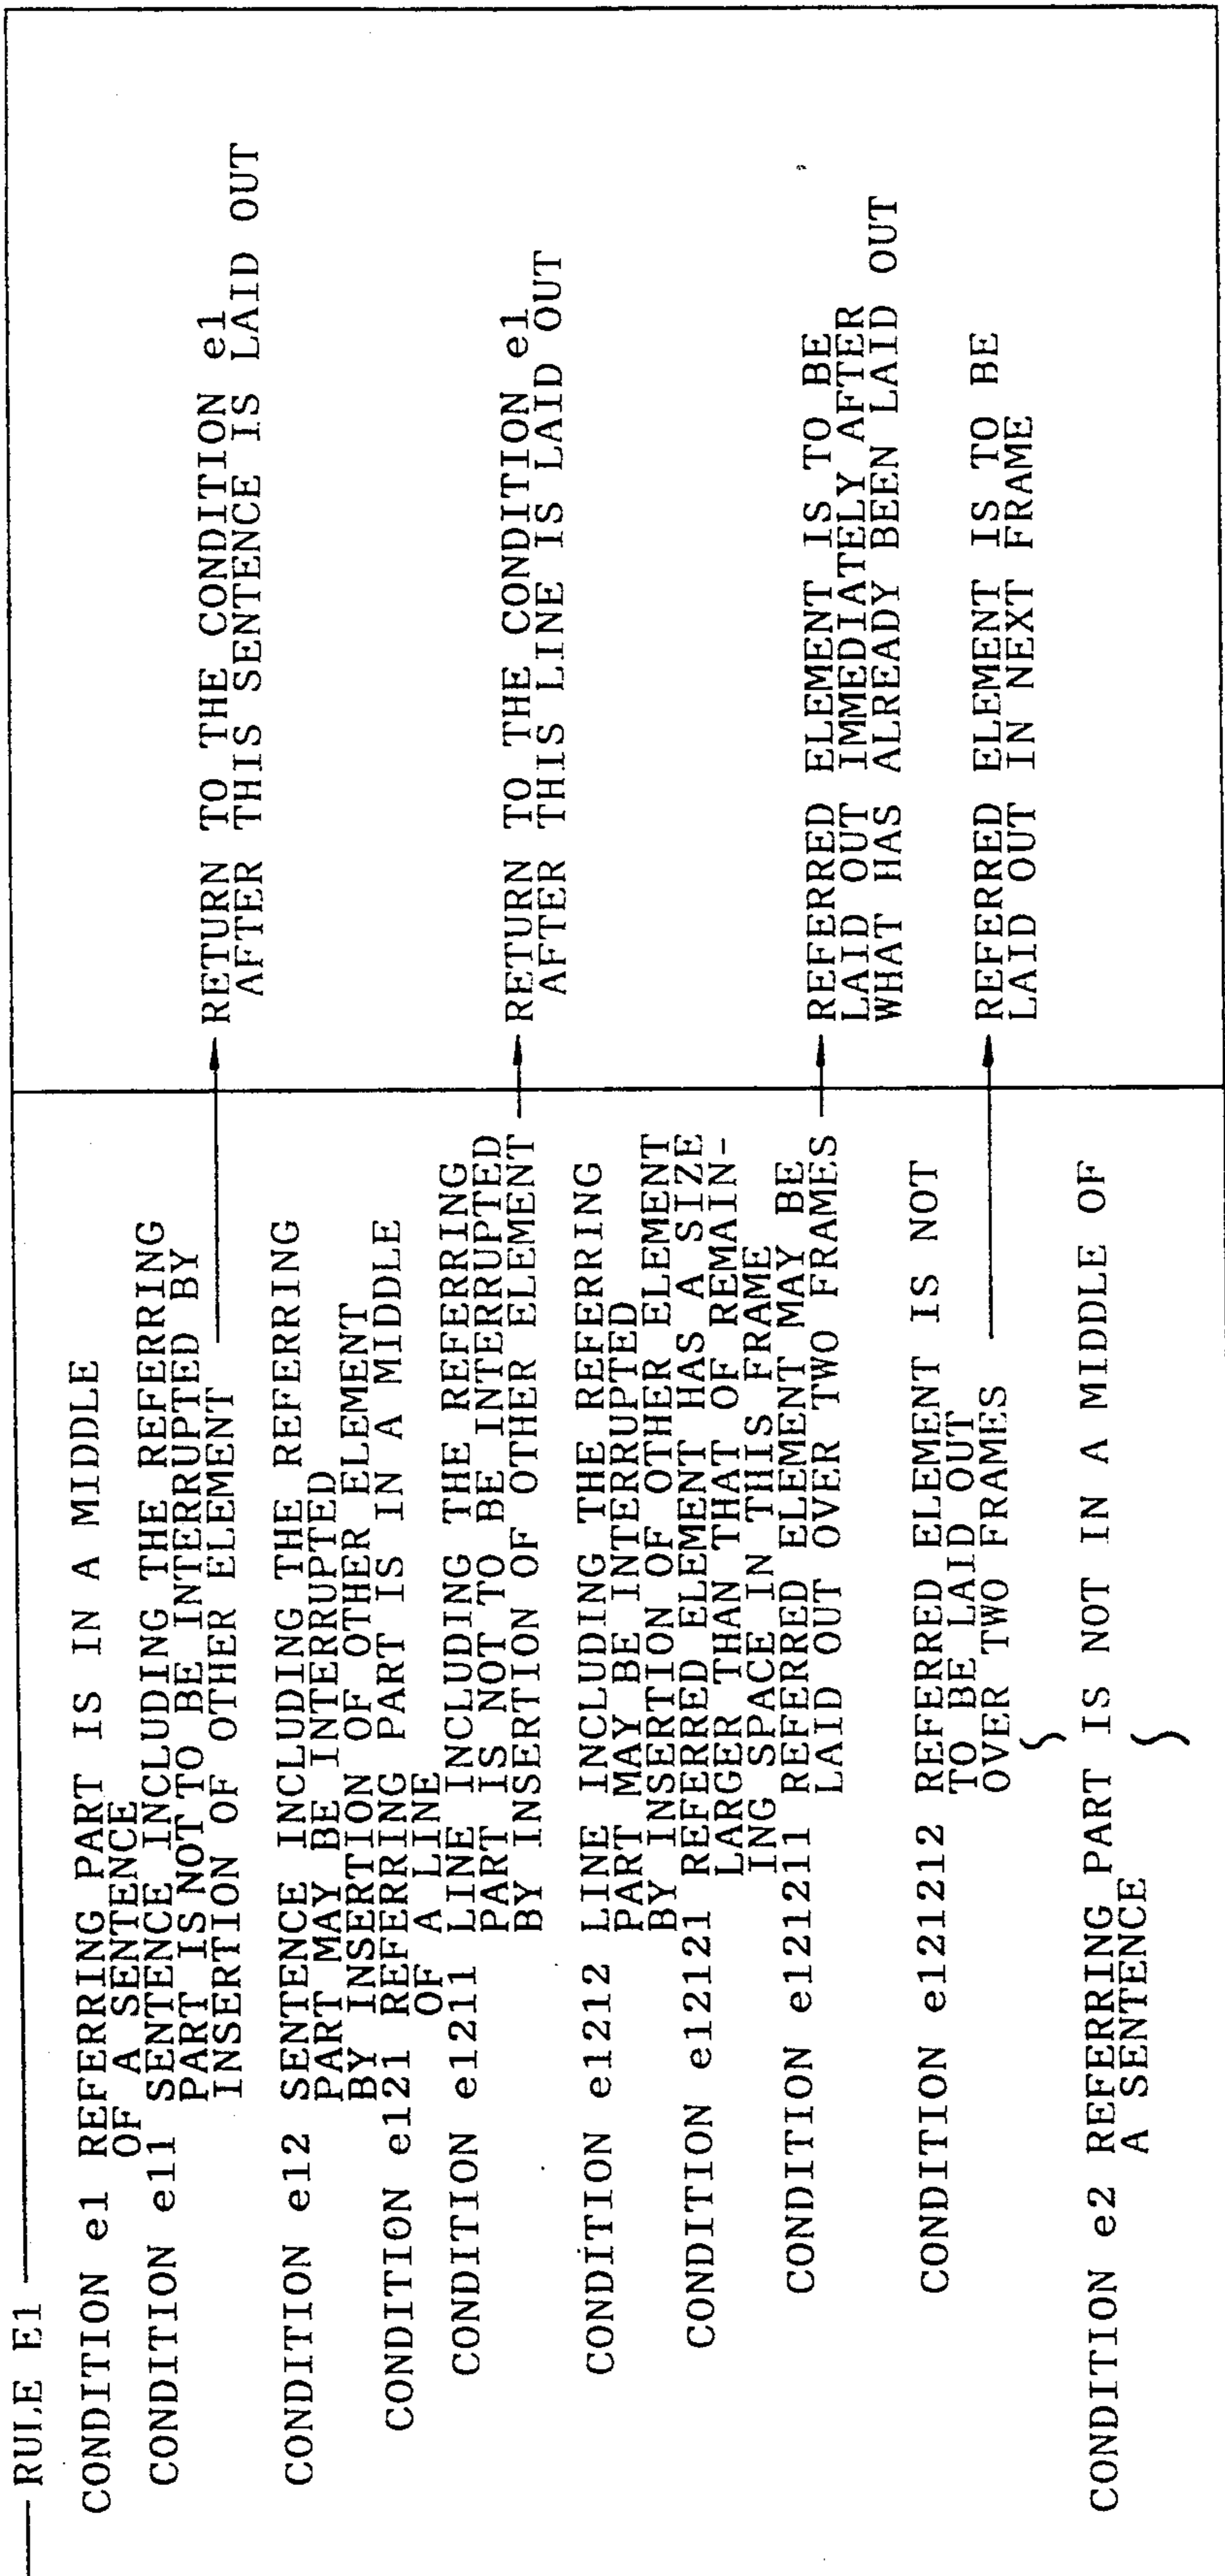 RULE E1
CONDITION e1 REFERRING PART IS IN A MIDDLE
OF A SENTENCE
CONDITION e11 SENTENCE INCLUDING THE REFERRING
PART IS NOT TO BE INTERRUPTED BY
INSERTION OF OTHER ELEMENT
RETURN TO THE CONDITION e1
AFTER THIS SENTENCE IS LAID OUT
CONDITION e12 SENTENCE INCLUDING THE REFERRING
PART MAY BE INTERRUPTED
BY INSERTION OF OTHER ELEMENT
CONDITION e121 REFERRING PART IS IN A MIDDLE
OF A LINE
CONDITION e1211 LINE INCLUDING THE REFERRING
PART IS NOT TO BE INTERRUPTED
BY INSERTION OF OTHER ELEMENT
RETURN TO THE CONDITION e1
AFTER THIS LINE IS LAID OUT
CONDITION e1212 LINE INCLUDING THE REFERRING
PART MAY BE INTERRUPTED
BY INSERTION OF OTHER ELEMENT
CONDITION e12121 REFERRED ELEMENT HAS A SIZE
LARGER THAN THAT OF REMAIN-
ING SPACE IN THIS FRAME
CONDITION e121211 REFERRED ELEMENT MAY BE
LAID OUT OVER TWO FRAMES
REFERRED ELEMENT IS TO BE
LAID OUT IMMEDIATELY AFTER
WHAT HAS ALREADY BEEN LAID OUT
CONDITION e121212 REFERRED ELEMENT IS NOT
TO BE LAID OUT
OVER TWO FRAMES
REFERRED ELEMENT IS TO BE
LAID OUT IN NEXT FRAME
CONDITION e2 REFERRING PART IS NOT IN A MIDDLE OF
A SENTENCE